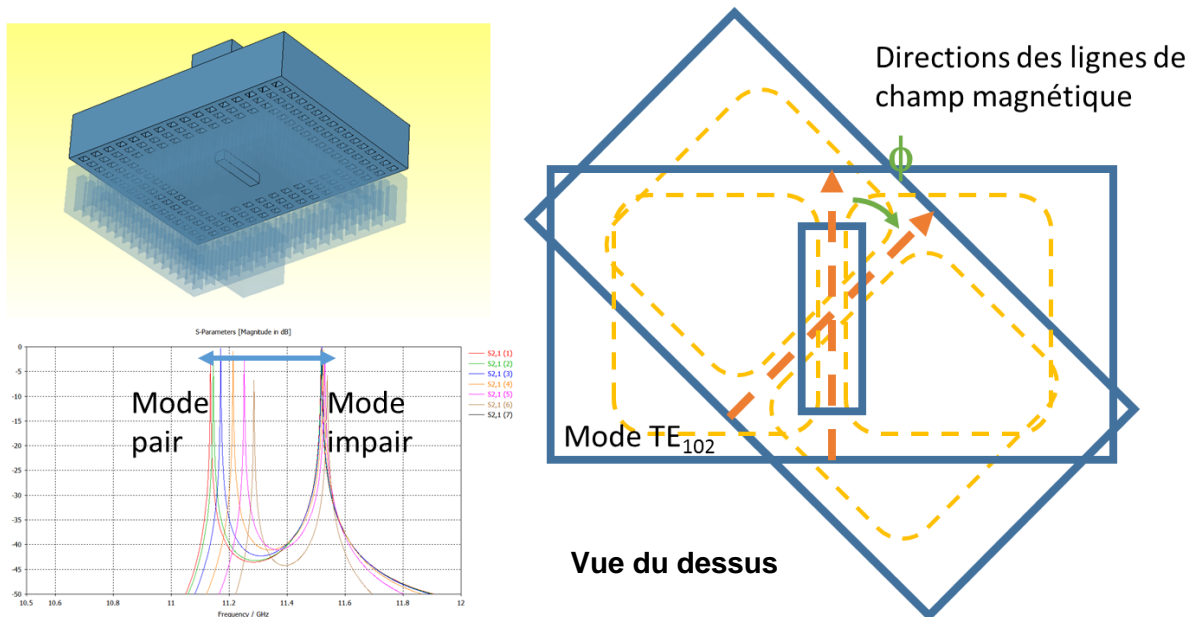 Directions des lignes de
champ magnétique
ϕ
Mode TE102
Vue du dessus
S-Parameters [Magnitude in dB]
0
-5
-10
-15
-20
-25
-30
-35
-40
-45
-50
10.5
10.6
10.8
11
11.2
11.4
11.6
11.8
12
Frequency / GHz
Mode
pair
Mode
impair
S2,1 (1)
S2,1 (2)
S2,1 (3)
S2,1 (4)
S2,1 (5)
S2,1 (6)
S2,1 (7)